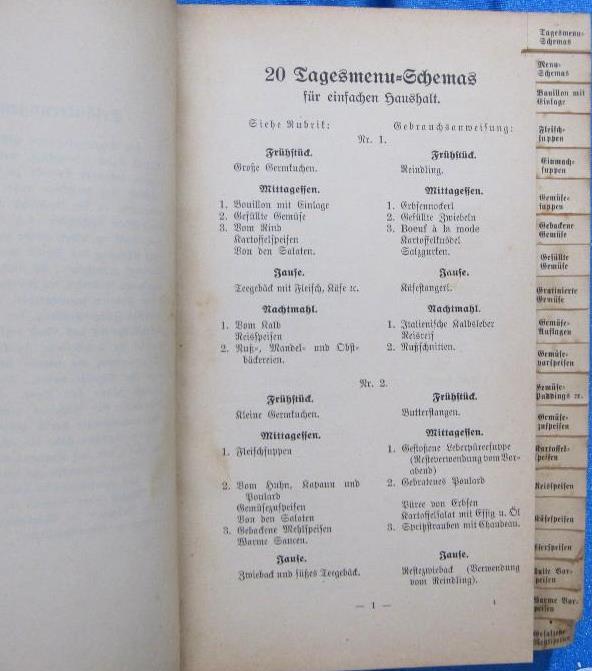 20 Tagesmenu-Schemas
für einfachen Haushalt.
Siehe Rubrik:
Gebrauchsanweisung:
Nr. 1.
Frühstück.
Große Germkuchen.
Mittagessen.
1. Bouillon mit Einlage
2. Gefüllte Gemüse
3. Vom Rind
Kartoffelspeisen
Von den Salaten.
Jause.
Teegebäck mit Fleisch, Käse ꝛc.
Nachtmahl.
1. Vom Kalb
Reisspeisen
2. Nuß-, Mandel- und Obst-
bäckereien.
Frühstück.
Reindling.
Mittagessen.
1. Erbsennockerl
2. Gefüllte Zwiebeln
3. Boeuf à la mode
Kartoffelknödel
Salzgurken.
Jause.
Käsestangerl.
Nachtmahl.
1. Italienische Kalbsleber
Reisreif
2. Nußschnitten.
Nr. 2.
Frühstück.
Kleine Germkuchen.
Mittagessen.
1. Fleischsuppen
2. Vom Huhn, Kapaun und
Poulard
Gemüsezuspeisen
Von den Salaten
3. Gebackene Mehlspeisen
Warme Saucen.
Jause.
Zwieback und süßes Teegebäck.
Frühstück.
Butterstangen.
Mittagessen.
1. Gestoßene Leberpüreesuppe
(Resteverwendung vom Vor-
abend)
2. Gebratenes Poulard
Püree von Erbsen
Kartoffelsalat mit Essig u. Öl
3. Spritzstrauben mit Chaudeau.
Jause.
Restezwieback (Verwendung
vom Reindling).
— 1 —
Tagesmenu-
Schemas
Menu-
Schemas
Bouillon mit
Einlage
Fleisch-
suppen
Einmach-
suppen
Gemüse-
suppen
Gebackene
Gemüse
Gefüllte
Gemüse
Gratinierte
Gemüse
Gemüse-
Auflagen
Gemüse-
vorspeisen
Gemüse-
Puddings ꝛc.
Gemüse-
zuspeisen
Kartoffel-
speisen
Reisspeisen
Käsespeisen
Eierspeisen
Kalte Vor-
speisen
Warme Vor-
speisen
Mehlspeisen